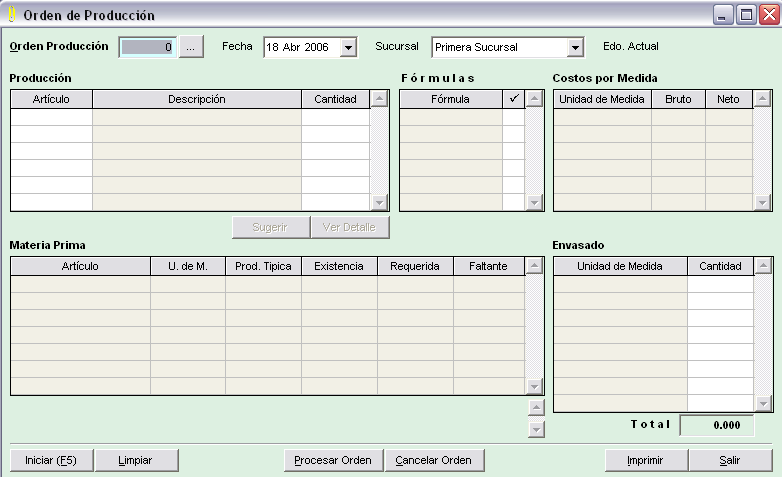 Orden de Producción
Orden Producción 0 ... Fecha 18 Abr 2006 Sucursal Primera Sucursal Edo. Actual
Producción Fórmulas Costos por Medida
Artículo Descripción Cantidad Fórmula ✓ Unidad de Medida Bruto Neto
Sugerir Ver Detalle
Materia Prima Envasado
Artículo U. de M. Prod. Tipica Existencia Requerida Faltante Unidad de Medida Cantidad
Total 0.000
Iniciar (F5) Limpiar Procesar Orden Cancelar Orden Imprimir Salir